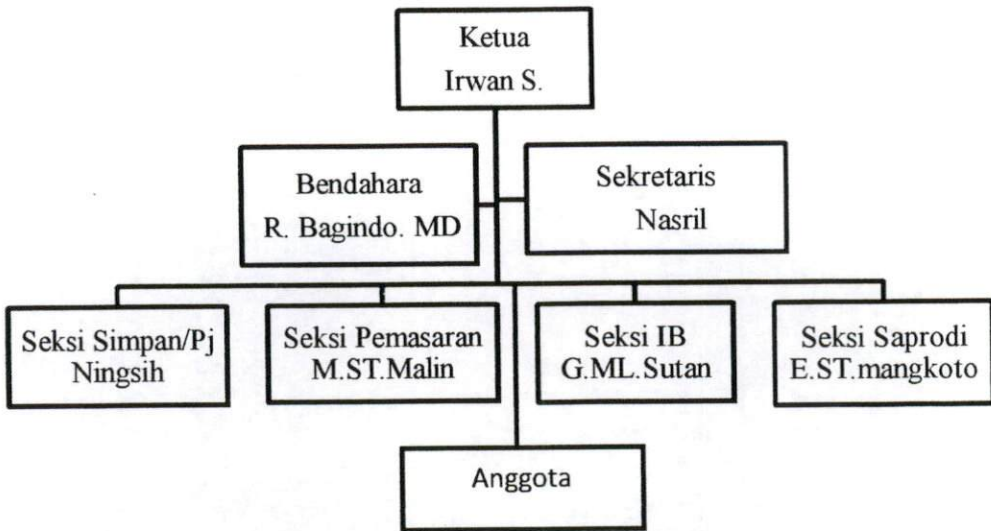 Ketua
Irwan S.
Bendahara
R. Bagindo. MD
Sekretaris
Nasril
Seksi Simpan/Pj
Ningsih
Seksi Pemasaran
M.ST.Malin
Seksi IB
G.ML.Sutan
Seksi Saprodi
E.ST.mangkoto
Anggota